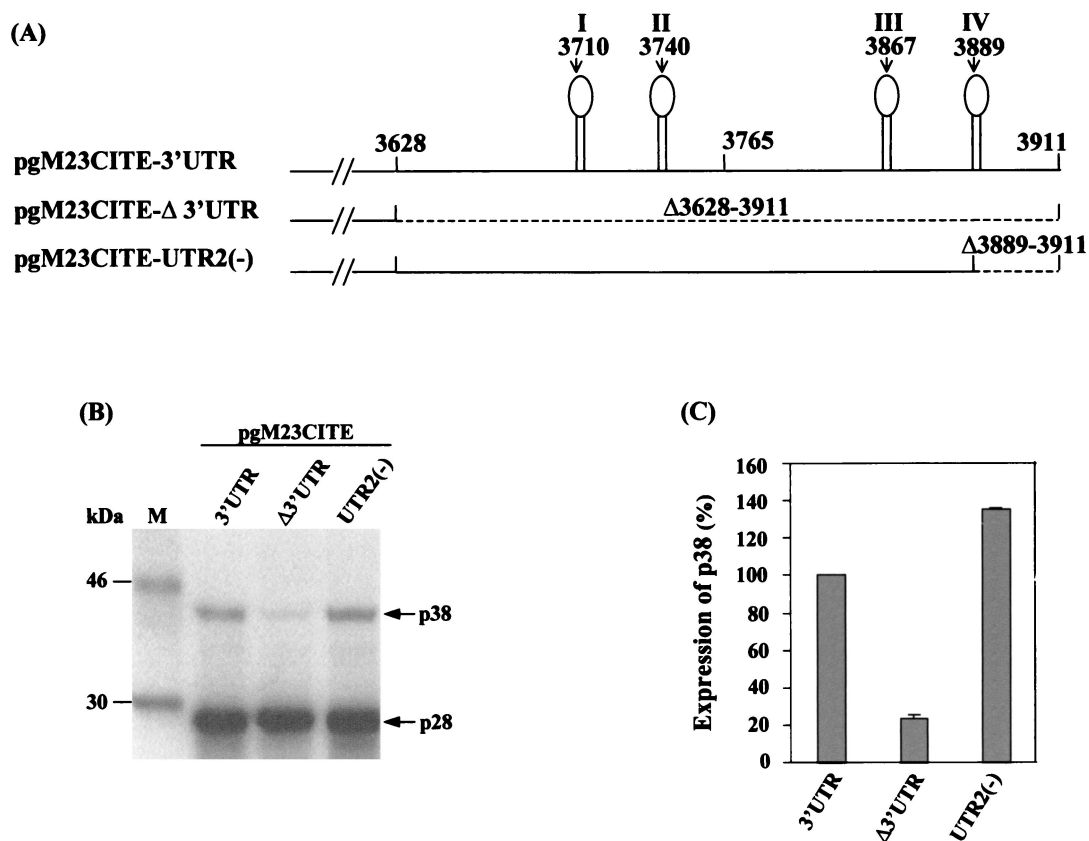 (A)
I II III IV
3710 3740 3867 3889
3628 3765 3911
pgM23CITE-3'UTR
pgM23CITE-Δ 3'UTR Δ3628-3911
Δ3889-3911
pgM23CITE-UTR2(-)
(B)
pgM23CITE
kDa M 3'UTR Δ3'UTR UTR2(-)
46
p38
30
p28
(C)
Expression of p38 (%)
160
140
120
100
80
60
40
20
0
3'UTR Δ3'UTR UTR2(-)